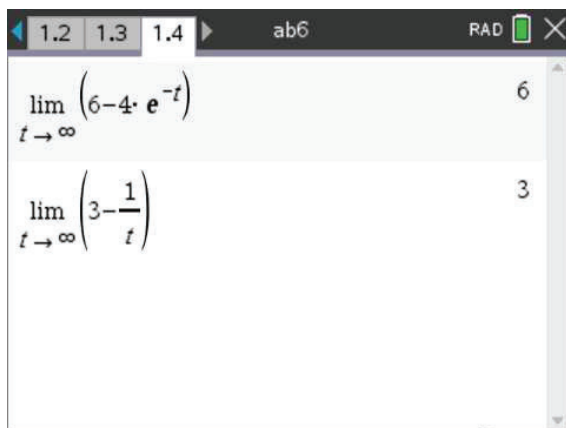 1.2 1.3 1.4 ab6 RAD
lim t → ∞ (6−4· e^−t) 6
lim t → ∞ (3−1/t) 3